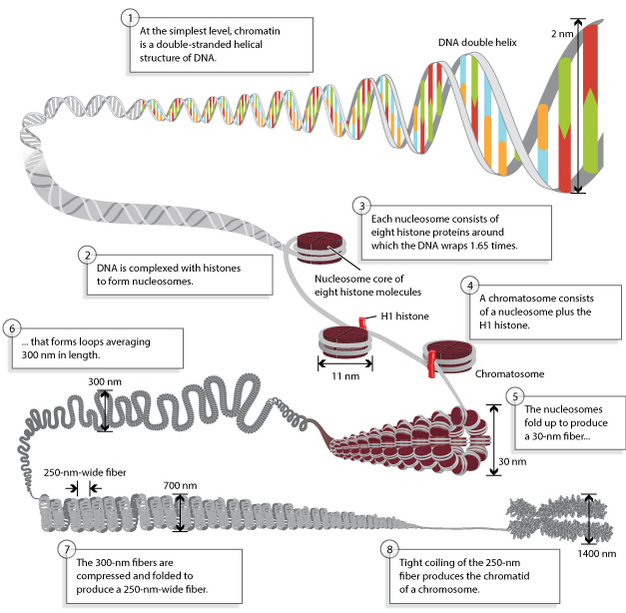 1
At the simplest level, chromatin
is a double-stranded helical
structure of DNA.
DNA double helix
2 nm
2
DNA is complexed with histones
to form nucleosomes.
3
Each nucleosome consists of
eight histone proteins around
which the DNA wraps 1.65 times.
Nucleosome core of
eight histone molecules
4
A chromatosome consists
of a nucleosome plus the
H1 histone.
H1 histone
11 nm
Chromatosome
5
The nucleosomes
fold up to produce
a 30-nm fiber...
30 nm
6
... that forms loops averaging
300 nm in length.
300 nm
250-nm-wide fiber
700 nm
1400 nm
7
The 300-nm fibers are
compressed and folded to
produce a 250-nm-wide fiber.
8
Tight coiling of the 250-nm
fiber produces the chromatid
of a chromosome.